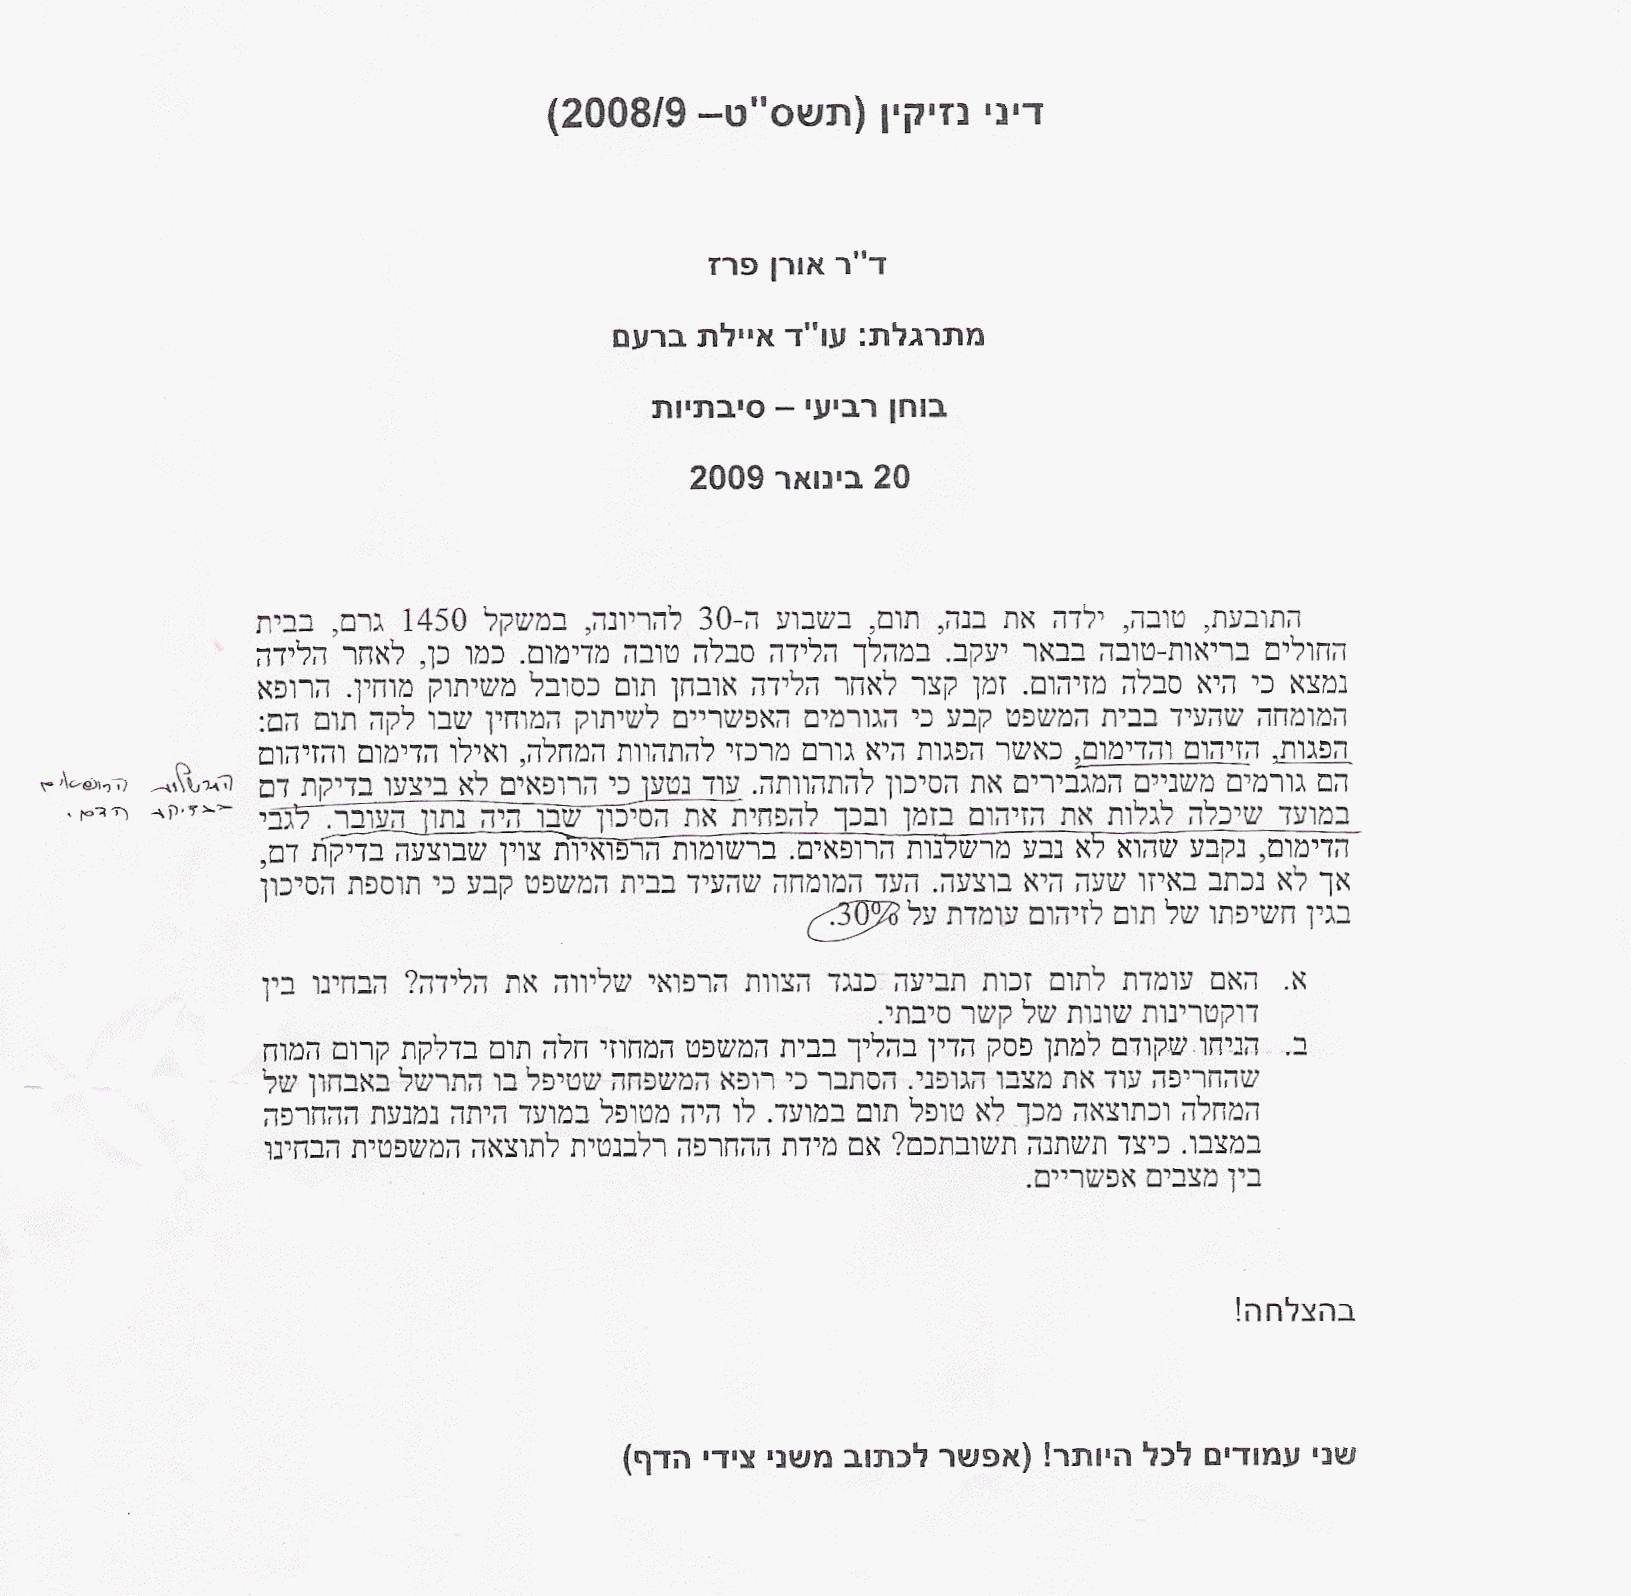 דיני נזיקין (תשס"ט– 2008/9)
ד"ר אורן פרז
מתרגלת: עו"ד איילת ברעם
בוחן רביעי – סיבתיות
20 בינואר 2009
התובעת, טובה, ילדה את בנה, תום, בשבוע ה-30 להריונה, במשקל 1450 גרם, בבית
החולים בריאות-טובה בבאר יעקב. במהלך הלידה סבלה טובה מדימום. כמו כן, לאחר הלידה
נמצא כי היא סבלה מזיהום. זמן קצר לאחר הלידה אובחן תום כסובל משיתוק מוחין. הרופא
המומחה שהעיד בבית המשפט קבע כי הגורמים האפשריים לשיתוק המוחין שבו לקה תום הם:
הפגות, הזיהום והדימום, כאשר הפגות היא גורם מרכזי להתהוות המחלה, ואילו הדימום והזיהום
הם גורמים משניים המגבירים את הסיכון להתהוותה. עוד נטען כי הרופאים לא ביצעו בדיקת דם
במועד שיכלה לגלות את הזיהום בזמן ובכך להפחית את הסיכון שבו היה נתון העובר. לגבי
הדימום, נקבע שהוא לא נבע מרשלנות הרופאים. ברשומות הרפואיות צוין שבוצעה בדיקת דם,
אך לא נכתב באיזו שעה היא בוצעה. העד המומחה שהעיד בבית המשפט קבע כי תוספת הסיכון
בגין חשיפתו של תום לזיהום עומדת על 30%.
התרשלות הרופאים
בבדיקת הדם.
א. האם עומדת לתום זכות תביעה כנגד הצוות הרפואי שליווה את הלידה? הבחינו בין
דוקטרינות שונות של קשר סיבתי.
ב. הניחו שקודם למתן פסק הדין בהליך בבית המשפט המחוזי חלה תום בדלקת קרום המוח
שהחריפה עוד את מצבו הגופני. הסתבר כי רופא המשפחה שטיפל בו התרשל באבחון של
המחלה וכתוצאה מכך לא טופל תום במועד. לו היה מטופל במועד היתה נמנעת ההחרפה
במצבו. כיצד תשתנה תשובתכם? אם מידת ההחרפה רלבנטית לתוצאה המשפטית הבחינו
בין מצבים אפשריים.
בהצלחה!
שני עמודים לכל היותר! (אפשר לכתוב משני צידי הדף)